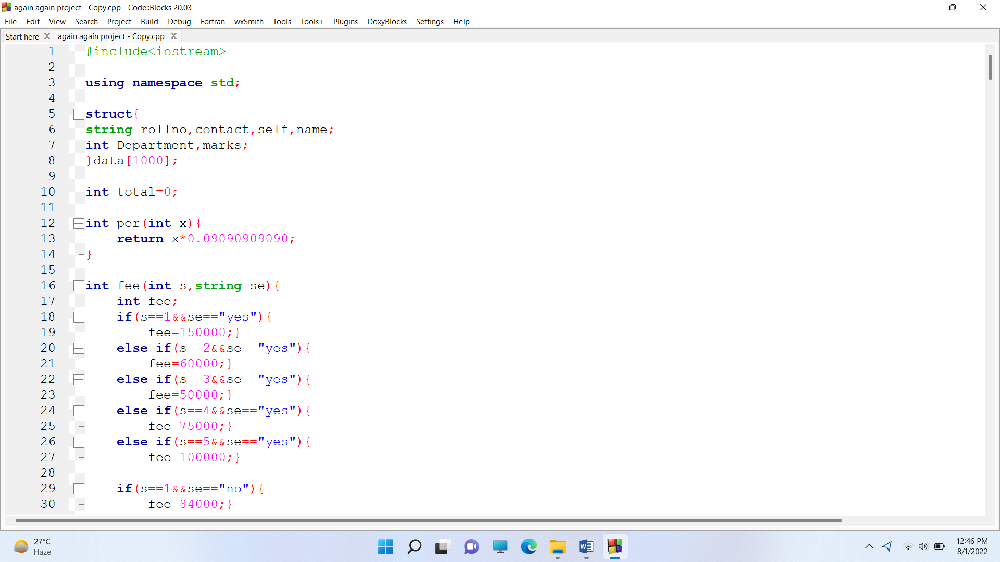 again again project - Copy.cpp - Code::Blocks 20.03
File Edit View Search Project Build Debug Fortran wxSmith Tools Tools+ Plugins DoxyBlocks Settings Help
Start here again again project - Copy.cpp
1 #include<iostream>
2
3 using namespace std;
4
5 struct{
6 string rollno,contact,self,name;
7 int Department,marks;
8 }data[1000];
9
10 int total=0;
11
12 int per(int x){
13     return x*0.09090909090;
14 }
15
16 int fee(int s,string se){
17     int fee;
18     if(s==1&&se=="yes"){
19         fee=150000;}
20     else if(s==2&&se=="yes"){
21         fee=60000;}
22     else if(s==3&&se=="yes"){
23         fee=50000;}
24     else if(s==4&&se=="yes"){
25         fee=75000;}
26     else if(s==5&&se=="yes"){
27         fee=100000;}
28
29     if(s==1&&se=="no"){
30         fee=84000;}
27°C
Haze
12:46 PM
8/1/2022